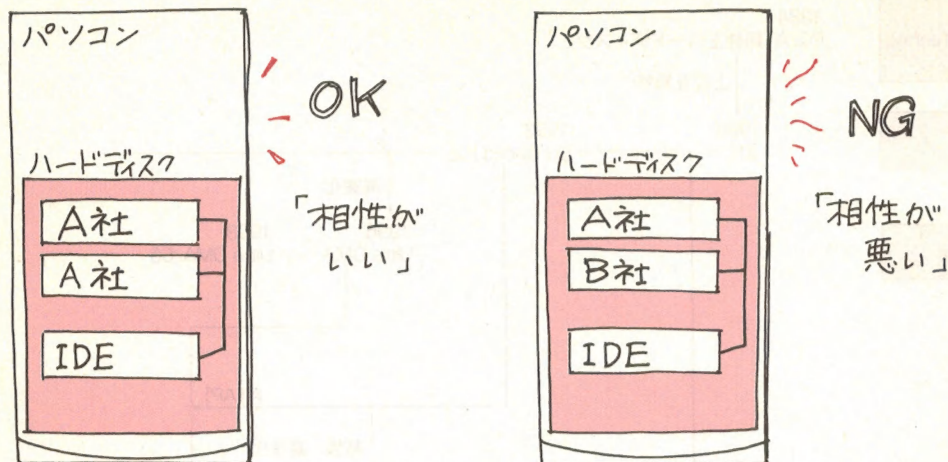 パソコン
OK
ハードディスク
A社
A社
IDE
「相性が
いい」
パソコン
NG
ハードディスク
A社
B社
IDE
「相性が
悪い」